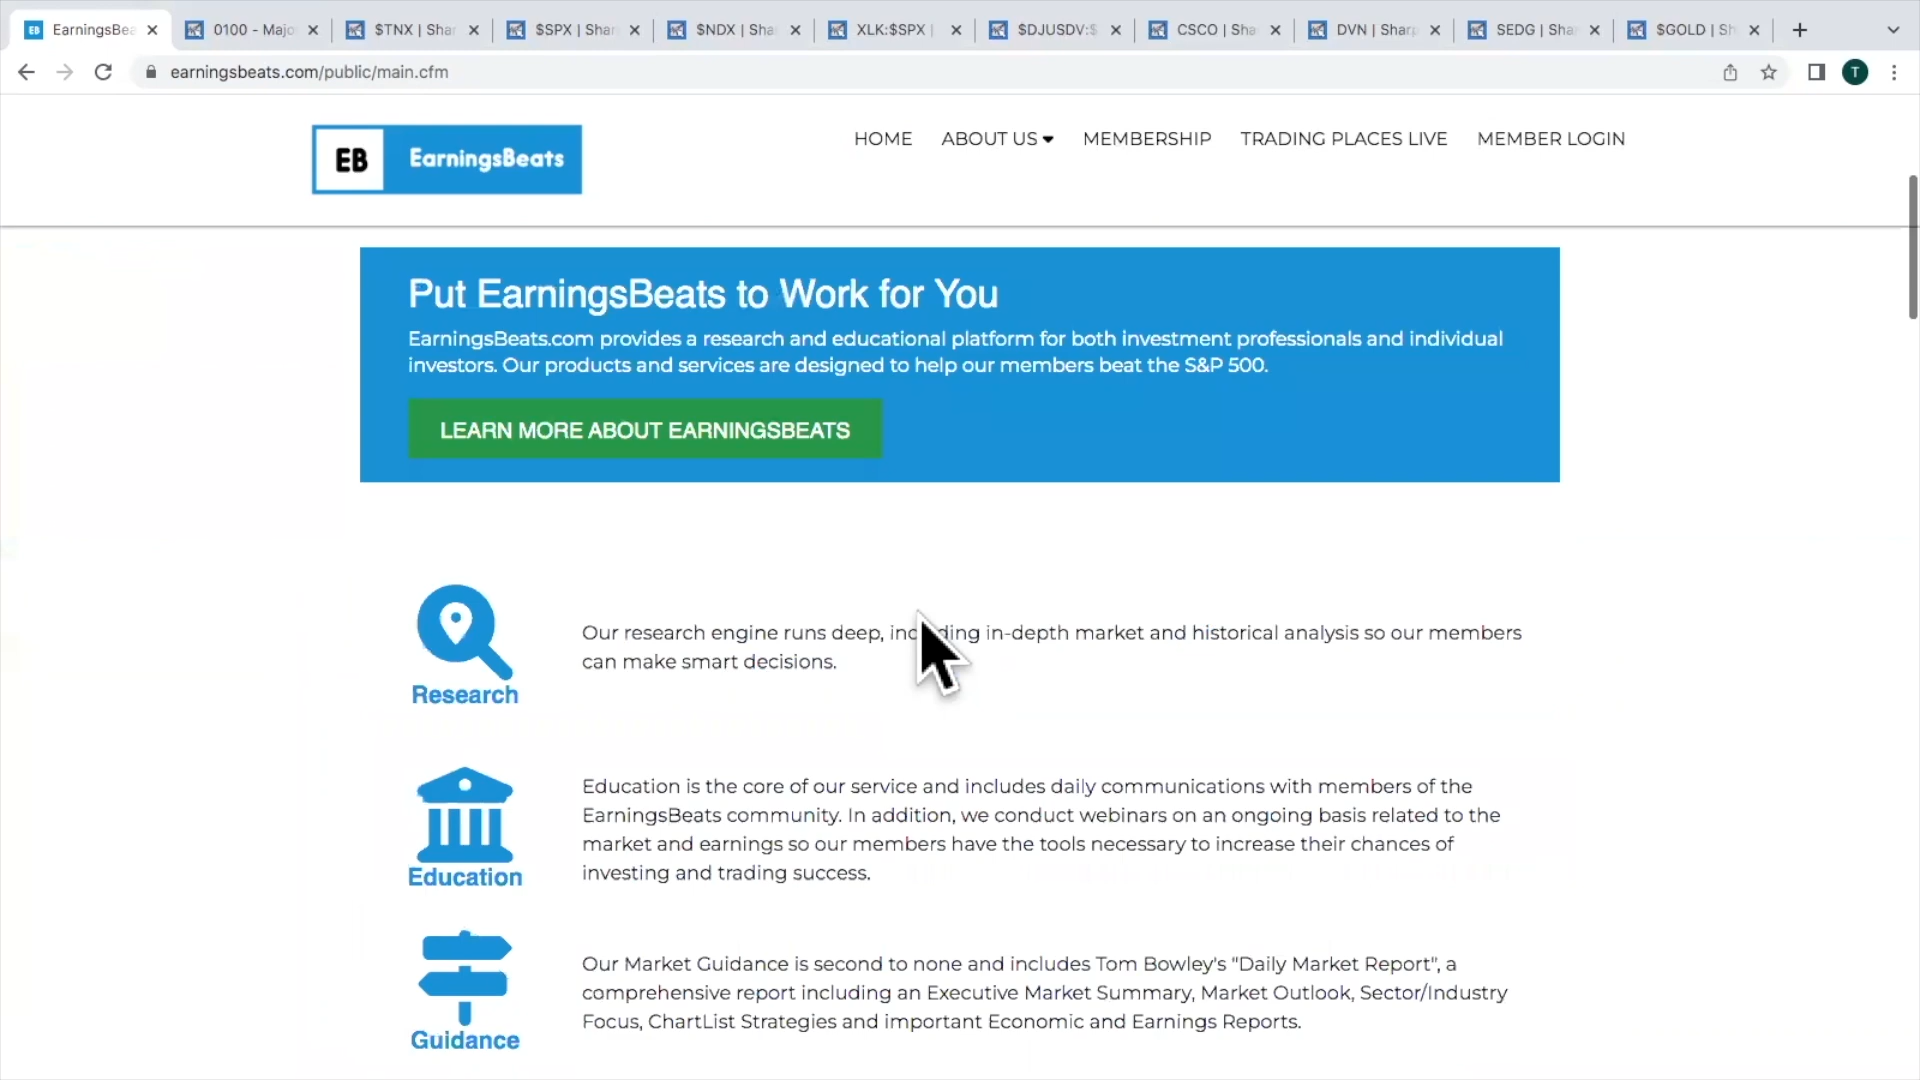 EarningsBea
0100 - Majo
$TNX | Shar
$SPX | Shar
$NDX | Sha
XLK:$SPX |
$DJUSDV:$
CSCO | Sha
DVN | Sharp
SEDG | Sha
$GOLD | Sh
earningsbeats.com/public/main.cfm
T
EB EarningsBeats
HOME
ABOUT US
MEMBERSHIP
TRADING PLACES LIVE
MEMBER LOGIN
Put EarningsBeats to Work for You
EarningsBeats.com provides a research and educational platform for both investment professionals and individual
investors. Our products and services are designed to help our members beat the S&P 500.
LEARN MORE ABOUT EARNINGSBEATS
Research
Our research engine runs deep, including in-depth market and historical analysis so our members
can make smart decisions.
Education
Education is the core of our service and includes daily communications with members of the
EarningsBeats community. In addition, we conduct webinars on an ongoing basis related to the
market and earnings so our members have the tools necessary to increase their chances of
investing and trading success.
Guidance
Our Market Guidance is second to none and includes Tom Bowley's "Daily Market Report", a
comprehensive report including an Executive Market Summary, Market Outlook, Sector/Industry
Focus, ChartList Strategies and important Economic and Earnings Reports.